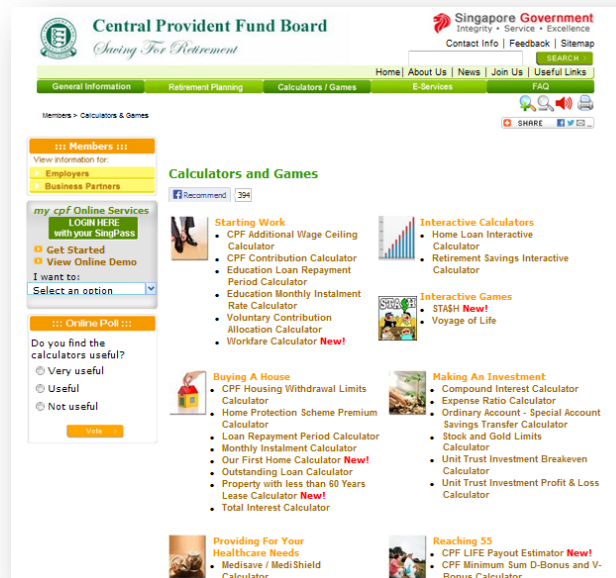 Central Provident Fund Board
Saving For Retirement
Singapore Government
Integrity • Service • Excellence
Contact Info | Feedback | Sitemap
SEARCH
Home | About Us | News | Join Us | Useful Links
General Information
Retirement Planning
Calculators / Games
E-Services
FAQ
Members > Calculators & Games
SHARE
::: Members :::
View information for:
Employers
Business Partners
my cpf Online Services
LOGIN HERE
with your SingPass
Get Started
View Online Demo
I want to:
Select an option
::: Online Poll :::
Do you find the
calculators useful?
Very useful
Useful
Not useful
Vote
Calculators and Games
Recommend 394
Starting Work
CPF Additional Wage Ceiling
Calculator
CPF Contribution Calculator
Education Loan Repayment
Period Calculator
Education Monthly Instalment
Rate Calculator
Voluntary Contribution
Allocation Calculator
Workfare Calculator New!
Interactive Calculators
Home Loan Interactive
Calculator
Retirement Savings Interactive
Calculator
STA$H
Interactive Games
STA$H New!
Voyage of Life
Buying A House
CPF Housing Withdrawal Limits
Calculator
Home Protection Scheme Premium
Calculator
Loan Repayment Period Calculator
Monthly Instalment Calculator
Our First Home Calculator New!
Outstanding Loan Calculator
Property with less than 60 Years
Lease Calculator New!
Total Interest Calculator
Making An Investment
Compound Interest Calculator
Expense Ratio Calculator
Ordinary Account - Special Account
Savings Transfer Calculator
Stock and Gold Limits
Calculator
Unit Trust Investment Breakeven
Calculator
Unit Trust Investment Profit & Loss
Calculator
Providing For Your
Healthcare Needs
Medisave / MediShield
Calculator
Reaching 55
CPF LIFE Payout Estimator New!
CPF Minimum Sum D-Bonus and V-
Bonus Calculator